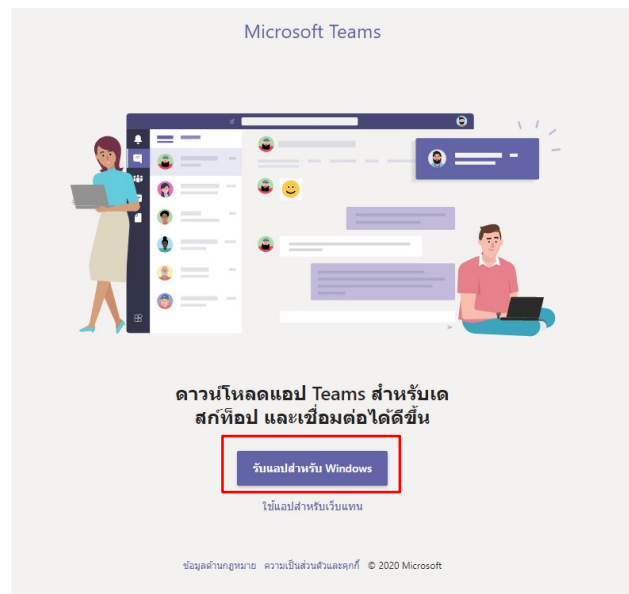 Microsoft Teams
ดาวน์โหลดแอป Teams สำหรับเด
สก์ท็อป และเชื่อมต่อได้ดีขึ้น
รับแอปสำหรับ Windows
ใช้แอปสำหรับเว็บแทน
ข้อมูลด้านกฎหมาย ความเป็นส่วนตัวและคุกกี้ © 2020 Microsoft